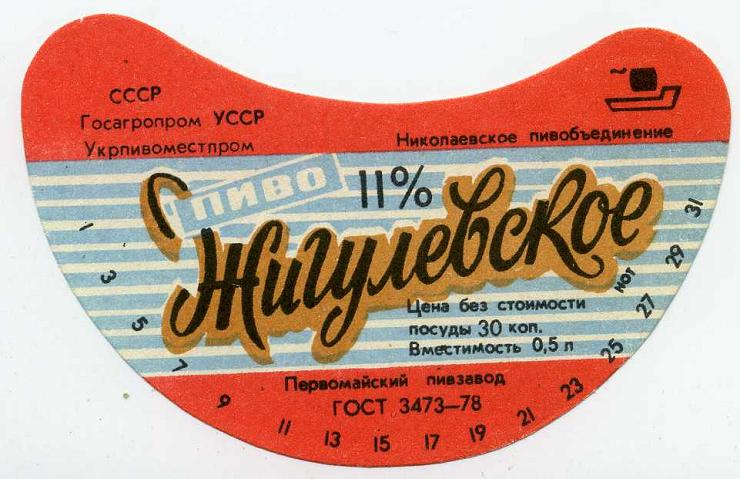 СССР
Госагропром УССР
Укрпивоместпром
Николаевское пивобъединение
ПИВО
11%
Жигулевское
Цена без стоимости
посуды 30 коп.
Вместимость 0,5 л
Первомайский пивзавод
ГОСТ 3473—78
1 3 5 7 9 11 13 15 17 19 21 23 25 27 нот 29 31